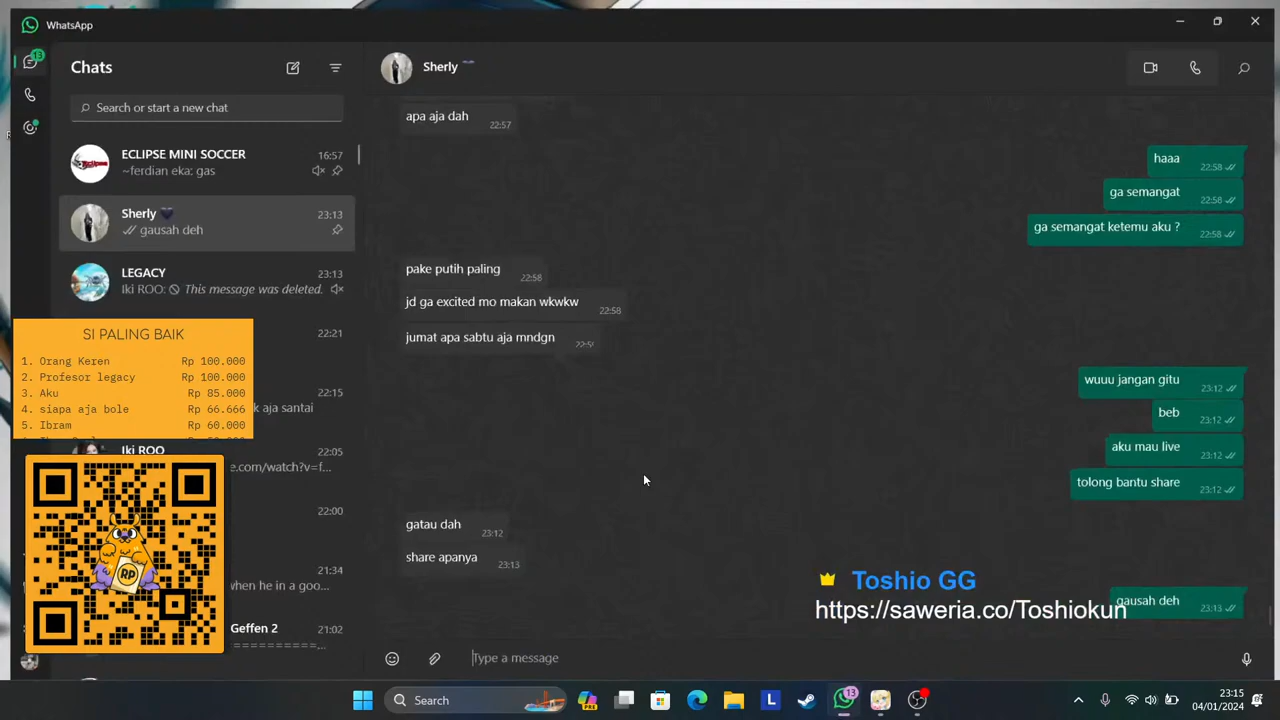 WhatsApp
13
Chats
Search or start a new chat
ECLIPSE MINI SOCCER 16:57
~ferdian eka: gas
Sherly 23:13
gausah deh
LEGACY 23:13
Iki ROO: This message was deleted.
22:21
22:15
k aja santai
Iki ROO 22:05
e.com/watch?v=f...
22:00
21:34
when he in a goo...
Geffen 2 21:02
=====================...
SI PALING BAIK
1. Orang Keren Rp 100.000
2. Profesor legacy Rp 100.000
3. Aku Rp 85.000
4. siapa aja bole Rp 66.666
5. Ibram Rp 60.000
RP
Sherly
apa aja dah 22:57
haaa 22:58
ga semangat 22:58
ga semangat ketemu aku ? 22:58
pake putih paling 22:58
jd ga excited mo makan wkwkw 22:58
jumat apa sabtu aja mndgn
wuuu jangan gitu 23:12
beb 23:12
aku mau live 23:12
tolong bantu share 23:12
gatau dah 23:12
share apanya 23:13
gausah deh 23:13
Toshio GG
https://saweria.co/Toshiokun
Type a message
Search
PRE
L
13
23:15
04/01/2024